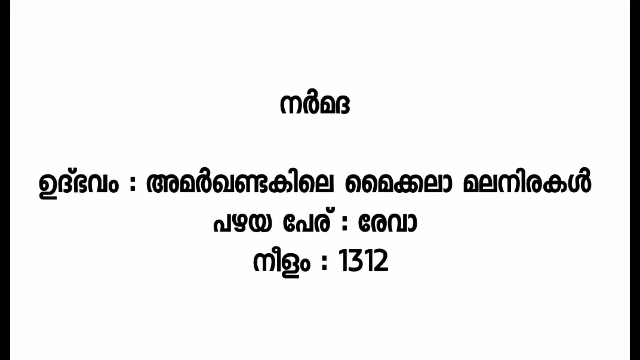 നർമദ
ഉദ്ഭവം : അമർഖണ്ടകിലെ മൈക്കലാ മലനിരകൾ
പഴയ പേര് : രേവാ
നീളം : 1312